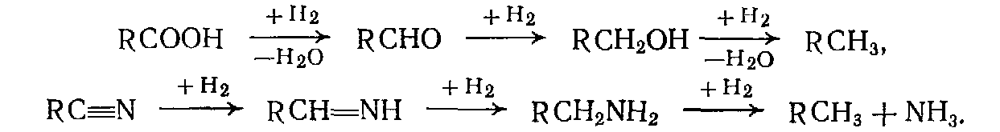 RCOOH +H₂ −H₂O → RCHO +H₂ → RCH₂OH +H₂ −H₂O → RCH₃,
RC≡N +H₂ → RCH=NH +H₂ → RCH₂NH₂ +H₂ → RCH₃ + NH₃.